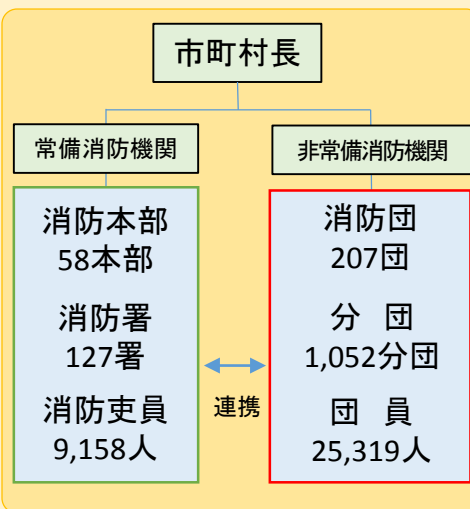 市町村長
常備消防機関
消防本部
58本部
消防署
127署
消防吏員
9,158人
連携
非常備消防機関
消防団
207団
分　団
1,052分団
団　員
25,319人